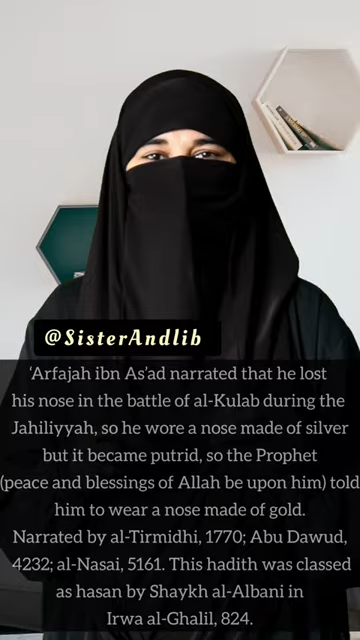 @SisterAndlib
‘Arfajah ibn As’ad narrated that he lost
his nose in the battle of al-Kulab during the
Jahiliyyah, so he wore a nose made of silver
but it became putrid, so the Prophet
(peace and blessings of Allah be upon him) told
him to wear a nose made of gold.
Narrated by al-Tirmidhi, 1770; Abu Dawud,
4232; al-Nasai, 5161. This hadith was classed
as hasan by Shaykh al-Albani in
Irwa al-Ghalil, 824.